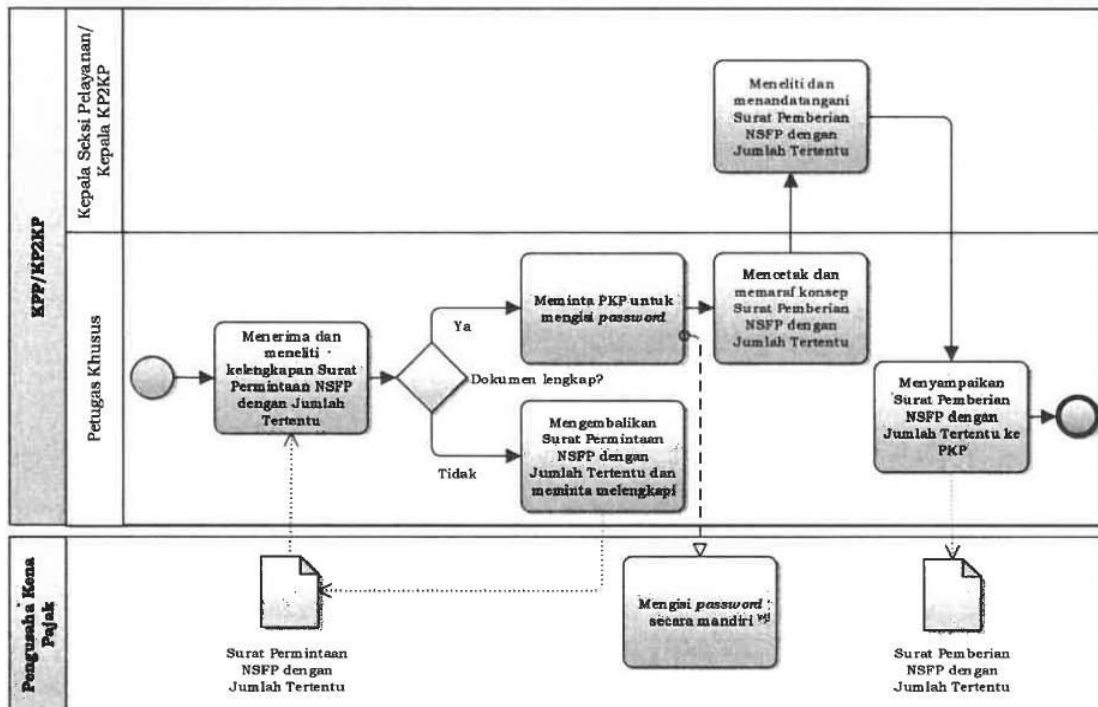 KPP/KP2KP
Kepala Seksi Pelayanan/
Kepala KP2KP
Meneliti dan
menandatangani
Surat Pemberian
NSFP dengan
Jumlah Tertentu
Petugas Khusus
Menerima dan
meneliti
kelengkapan Surat
Permintaan NSFP
dengan Jumlah
Tertentu
Ya
Dokumen lengkap?
Tidak
Meminta PKP untuk
mengisi password
Mengembalikan
Surat Permintaan
NSFP dengan
Jumlah Tertentu dan
meminta melengkapi
Mencetak dan
memaraf konsep
Surat Pemberian
NSFP dengan
Jumlah Tertentu
Menyampaikan
Surat Pemberian
NSFP dengan
Jumlah Tertentu ke
PKP
Pengusaha Kena
Pajak
Surat Permintaan
NSFP dengan
Jumlah Tertentu
Mengisi password
secara mandiri
Surat Pemberian
NSFP dengan
Jumlah Tertentu